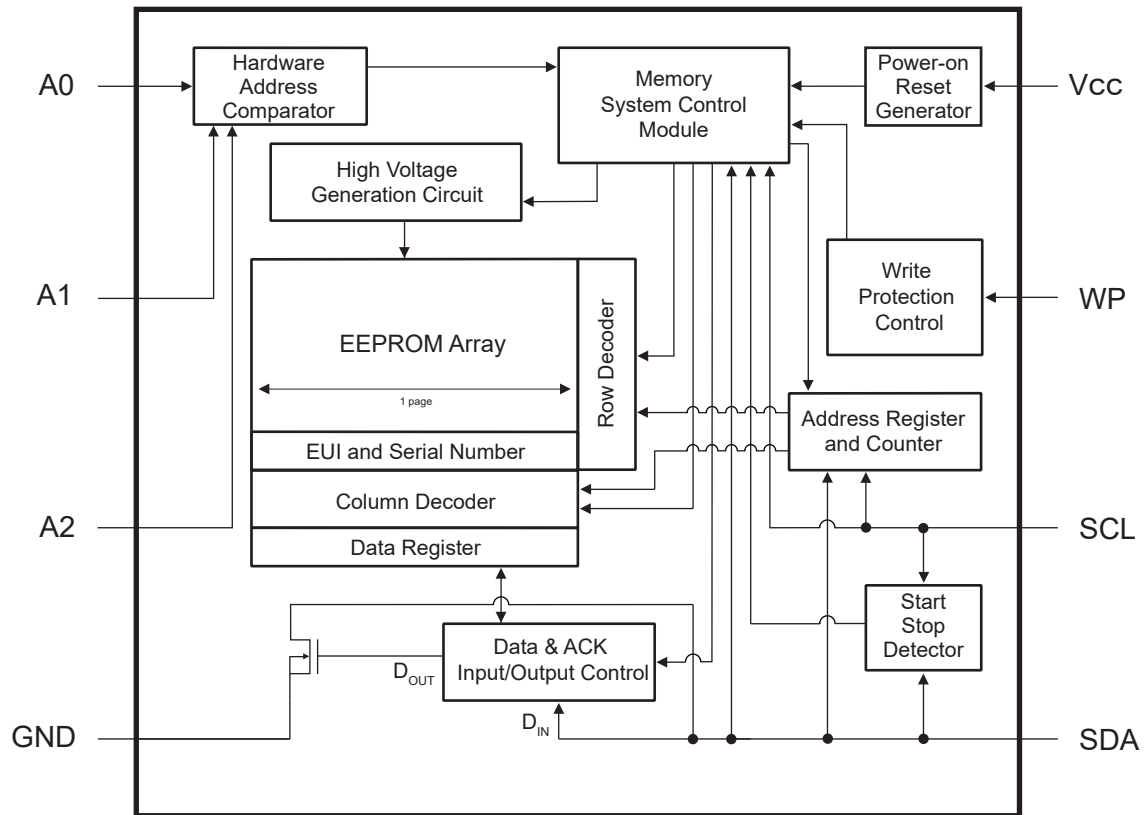 A0
Hardware
Address
Comparator
Memory
System Control
Module
Power-on
Reset
Generator
Vcc
High Voltage
Generation Circuit
A1
EEPROM Array
1 page
Row Decoder
Write
Protection
Control
WP
Address Register
and Counter
EUI and Serial Number
Column Decoder
A2
SCL
Data Register
Start
Stop
Detector
Data & ACK
Input/Output Control
DOUT
DIN
GND
SDA